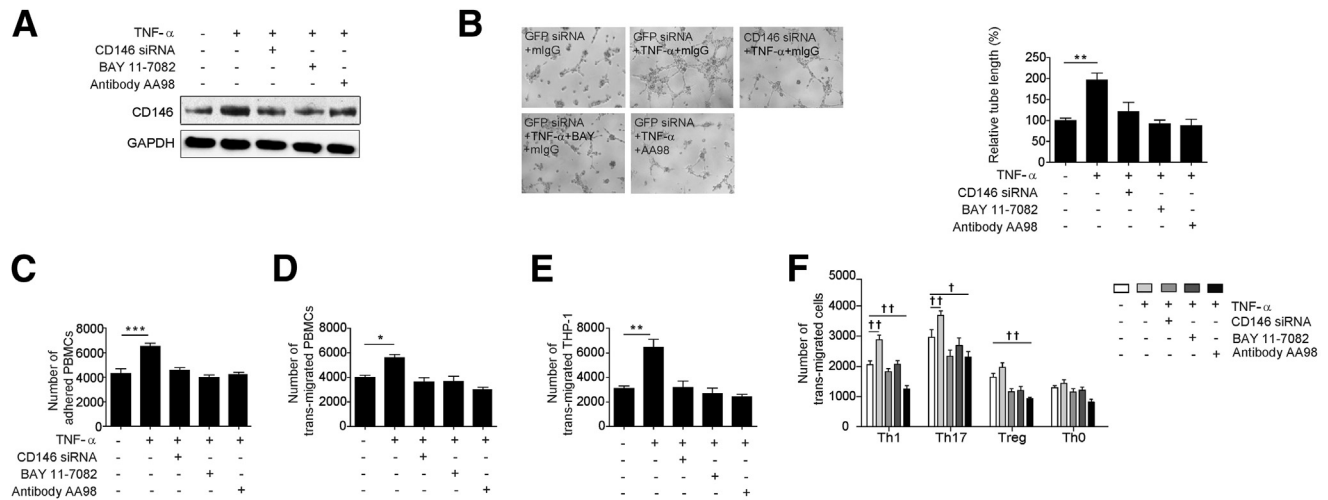 A
TNF-α - + + + +
CD146 siRNA - - + - -
BAY 11-7082 - - - + -
Antibody AA98 - - - - +
CD146
GAPDH
B
GFP siRNA
+mIgG
GFP siRNA
+TNF-α+mIgG
CD146 siRNA
+TNF-α+mIgG
GFP siRNA
+TNF-α+BAY
+mIgG
GFP siRNA
+TNF-α
+AA98
Relative tube length (%)
250
200
150
100
50
0
**
TNF-α - + + + +
CD146 siRNA - - + - -
BAY 11-7082 - - - + -
Antibody AA98 - - - - +
C
Number of
adhered PBMCs
8000
6000
4000
2000
0
***
TNF-α - + + + +
CD146 siRNA - - + - -
BAY 11-7082 - - - + -
Antibody AA98 - - - - +
D
Number of
trans-migrated PBMCs
8000
6000
4000
2000
0
*
- + + + +
- - + - -
- - - + -
- - - - +
E
Number of
trans-migrated THP-1
8000
6000
4000
2000
0
**
- + + + +
- - + - -
- - - + -
- - - - +
F
Number of
trans-migrated cells
5000
4000
3000
2000
1000
0
††
††
†
††
††
Th1 Th17 Treg Th0
- + + + + TNF-α
- - + - - CD146 siRNA
- - - + - BAY 11-7082
- - - - + Antibody AA98